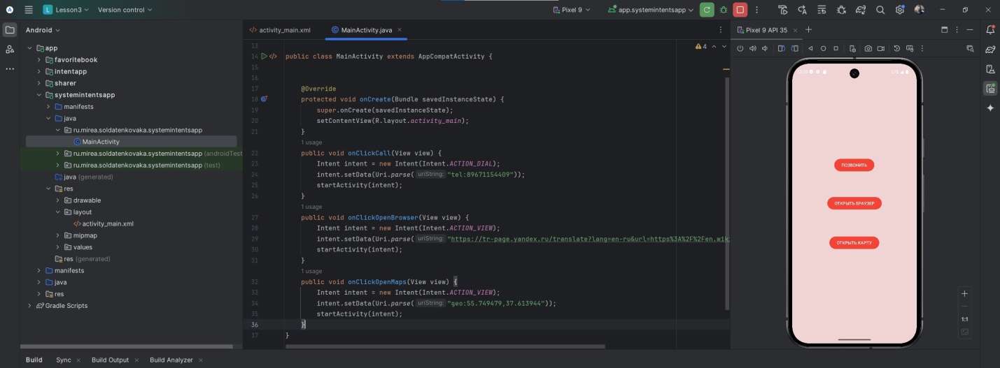 L Lesson3 Version control Pixel 9 app.systemintentsapp
Android
app
favoritebook
intentapp
sharer
systemintentsapp
manifests
java
ru.mirea.soldatenkovaka.systemintentsapp
MainActivity
ru.mirea.soldatenkovaka.systemintentsapp (androidTest
ru.mirea.soldatenkovaka.systemintentsapp (test)
java (generated)
res
drawable
layout
activity_main.xml
mipmap
values
res (generated)
manifests
java
res
Gradle Scripts
activity_main.xml MainActivity.java
4
13
14 public class MainActivity extends AppCompatActivity {
15
16
17 @Override
18 protected void onCreate(Bundle savedInstanceState) {
19 super.onCreate(savedInstanceState);
20 setContentView(R.layout.activity_main);
21 }
1 usage
22 public void onClickCall(View view) {
23 Intent intent = new Intent(Intent.ACTION_DIAL);
24 intent.setData(Uri.parse( uriString: "tel:89671154409"));
25 startActivity(intent);
26 }
1 usage
27 public void onClickOpenBrowser(View view) {
28 Intent intent = new Intent(Intent.ACTION_VIEW);
29 intent.setData(Uri.parse( uriString: "https://tr-page.yandex.ru/translate?lang=en-ru&url=https%3A%2F%2Fen.wik
30 startActivity(intent);
31 }
1 usage
32 public void onClickOpenMaps(View view) {
33 Intent intent = new Intent(Intent.ACTION_VIEW);
34 intent.setData(Uri.parse( uriString: "geo:55.749479,37.613944"));
35 startActivity(intent);
36 }
37 }
Pixel 9 API 35
LTE
ПОЗВОНИТЬ
ОТКРЫТЬ БРАУЗЕР
ОТКРЫТЬ КАРТУ
1:1
Build Sync Build Output Build Analyzer